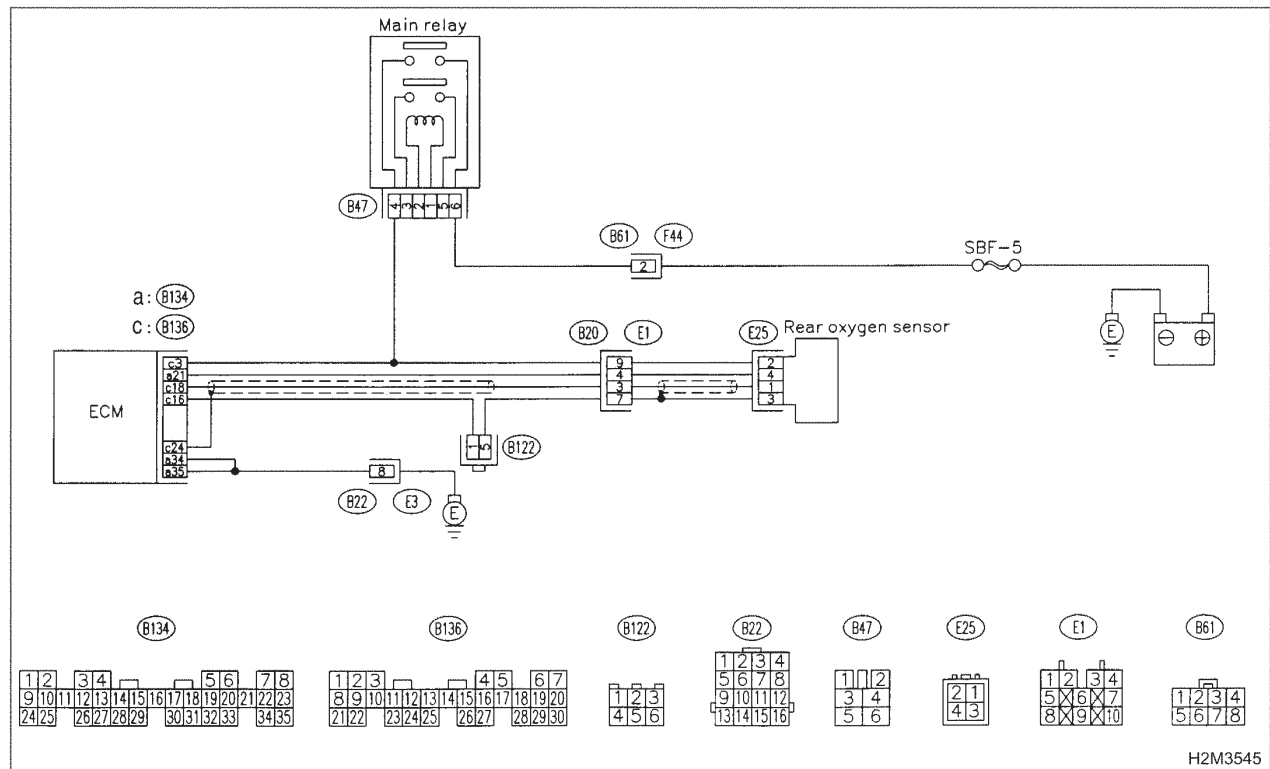 Main relay
B47
4 3 2 1 5 6
B61 F44
2
SBF-5
E
⊖ ⊕
a: B134
c: B136
B20 E1
E25 Rear oxygen sensor
ECM
c3
a21
c18
c16
c24
a34
a35
9
4
3
7
2
4
1
3
1 5
B122
8
B22 E3
E
B134
1 2 3 4 5 6 7 8
9 10 11 12 13 14 15 16 17 18 19 20 21 22 23
24 25 26 27 28 29 30 31 32 33 34 35
B136
1 2 3 4 5 6 7
8 9 10 11 12 13 14 15 16 17 18 19 20
21 22 23 24 25 26 27 28 29 30
B122
1 2 3
4 5 6
B22
1 2 3 4
5 6 7 8
9 10 11 12
13 14 15 16
B47
1 2
3 4
5 6
E25
2 1
4 3
E1
1 2 3 4
5 6 7
8 9 10
B61
1 2 3 4
5 6 7 8
H2M3545